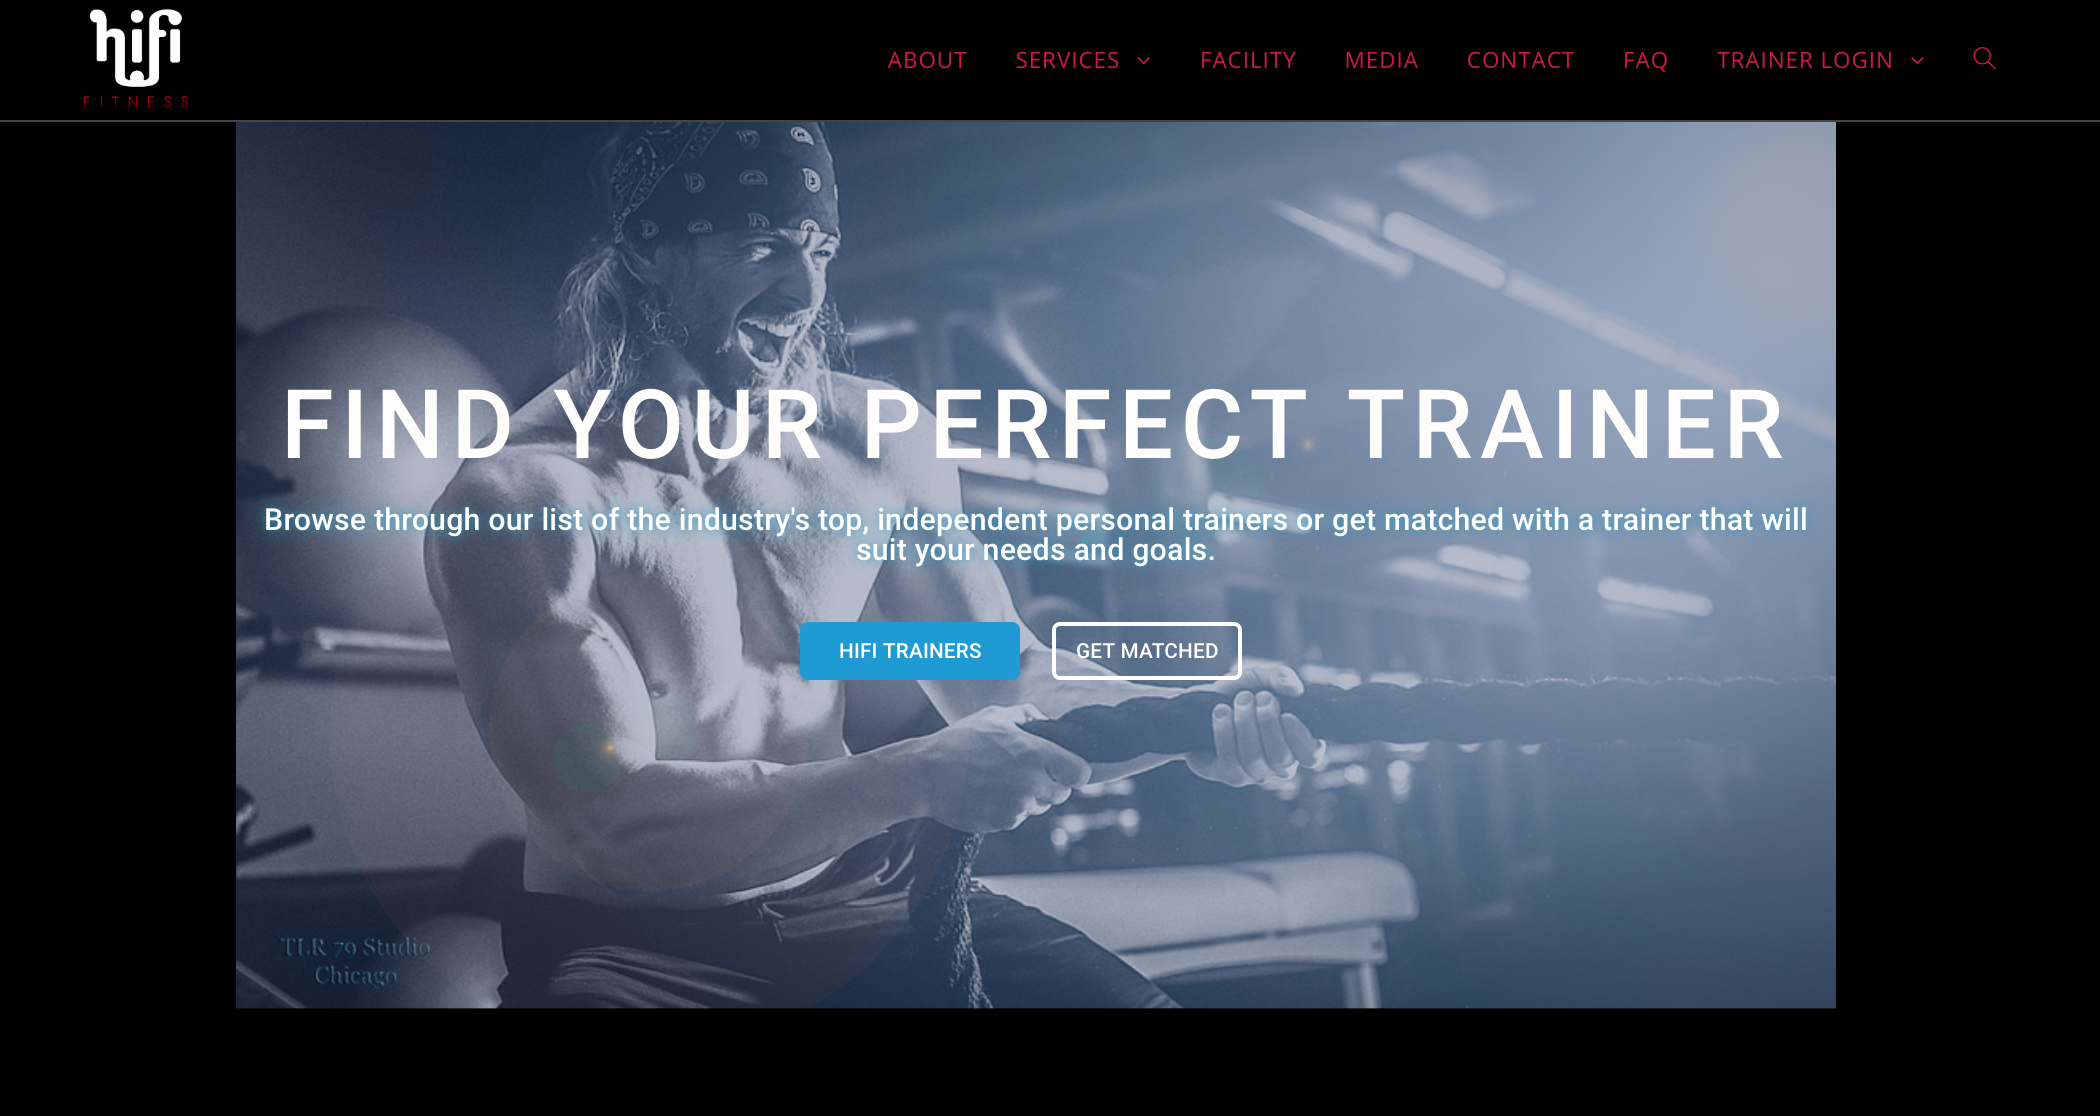 hifi
FITNESS
ABOUT SERVICES FACILITY MEDIA CONTACT FAQ TRAINER LOGIN
FIND YOUR PERFECT TRAINER
Browse through our list of the industry's top, independent personal trainers or get matched with a trainer that will
suit your needs and goals.
HIFI TRAINERS GET MATCHED
TLR 79 Studio
Chicago